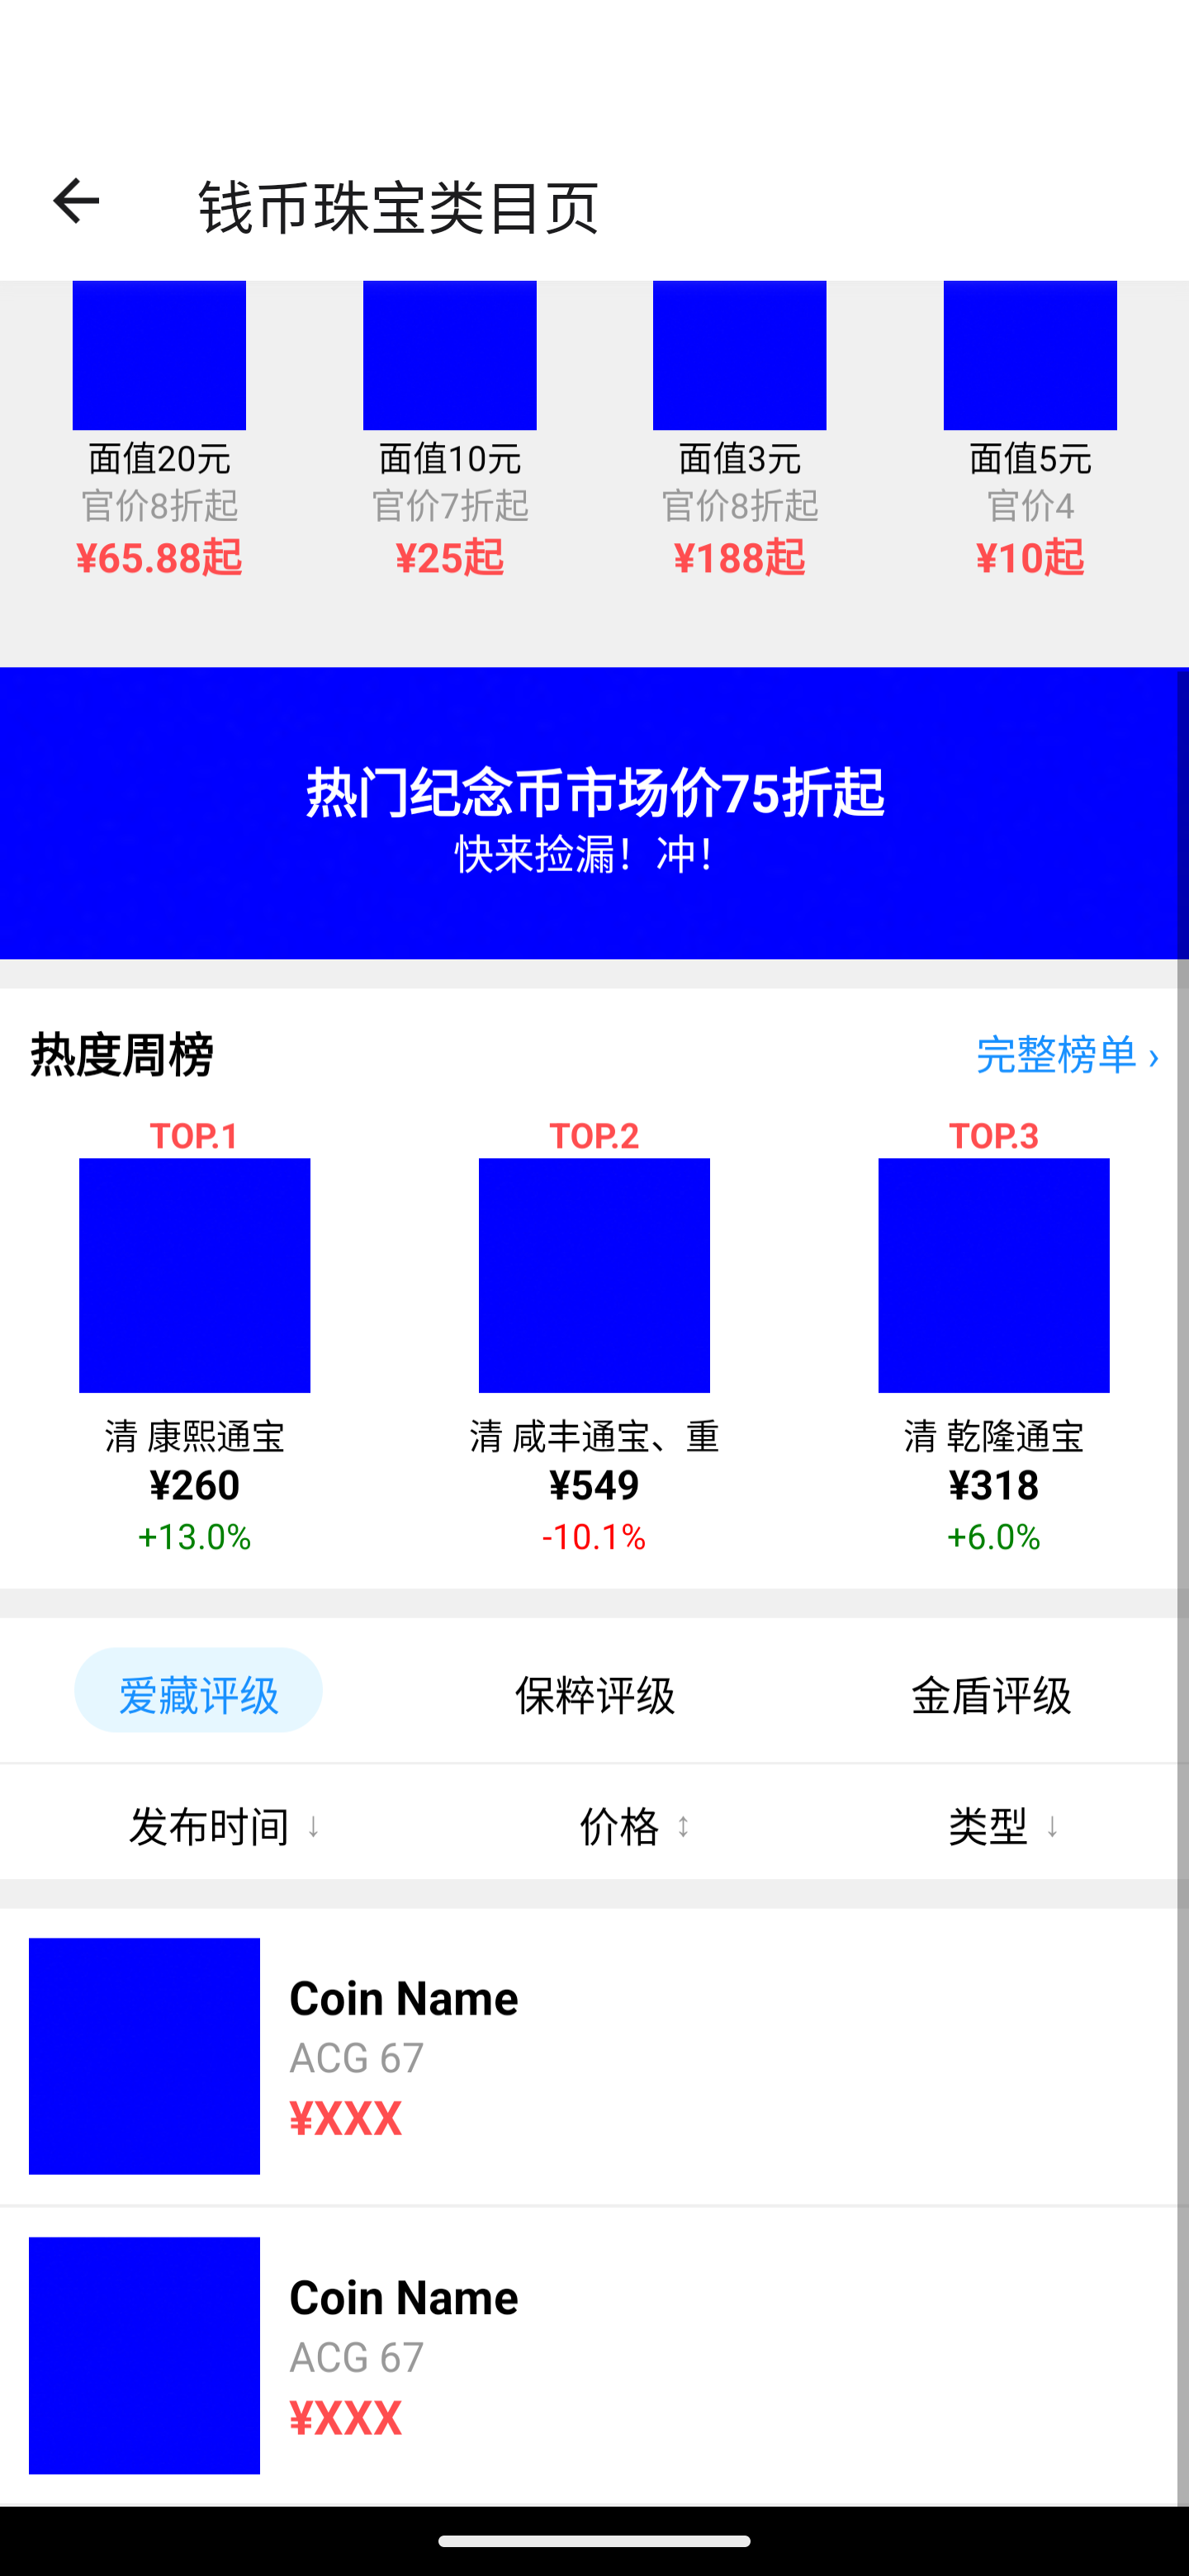 钱币珠宝类目页
面值20元 面值10元 面值3元 面值5元
官价8折起 官价7折起 官价8折起 官价4
¥65.88起 ¥25起 ¥188起 ¥10起
热门纪念币市场价75折起
快来捡漏！冲！
热度周榜 完整榜单 ›
TOP.1 TOP.2 TOP.3
清 康熙通宝 清 咸丰通宝、重 清 乾隆通宝
¥260 ¥549 ¥318
+13.0% -10.1% +6.0%
爱藏评级 保粹评级 金盾评级
发布时间 ↓ 价格 ↕ 类型 ↓
Coin Name
ACG 67
¥XXX
Coin Name
ACG 67
¥XXX